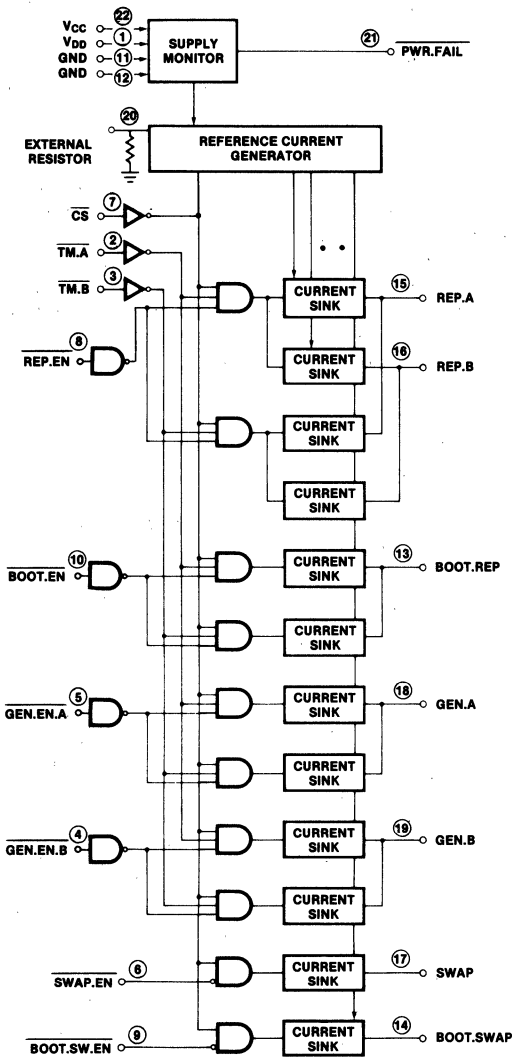 VCC 22
VDD 1
GND 11
GND 12
SUPPLY
MONITOR
21 PWR.FAIL
20
EXTERNAL
RESISTOR
REFERENCE CURRENT
GENERATOR
CS 7
TM.A 2
TM.B 3
CURRENT
SINK
15 REP.A
REP.EN 8
CURRENT
SINK
16 REP.B
CURRENT
SINK
CURRENT
SINK
BOOT.EN 10
CURRENT
SINK
13 BOOT.REP
CURRENT
SINK
GEN.EN.A 5
CURRENT
SINK
18 GEN.A
CURRENT
SINK
GEN.EN.B 4
CURRENT
SINK
19 GEN.B
CURRENT
SINK
SWAP.EN 6
CURRENT
SINK
17 SWAP
BOOT.SW.EN 9
CURRENT
SINK
14 BOOT.SWAP